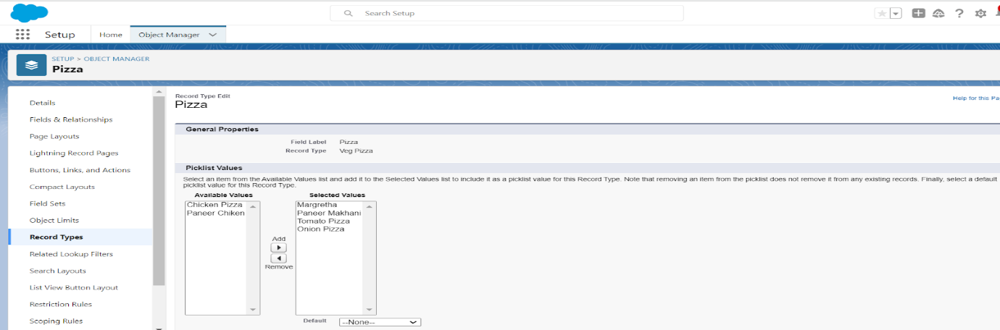 Search Setup
Setup
Home
Object Manager
SETUP > OBJECT MANAGER
Pizza
Details
Fields & Relationships
Page Layouts
Lightning Record Pages
Buttons, Links, and Actions
Compact Layouts
Field Sets
Object Limits
Record Types
Related Lookup Filters
Search Layouts
List View Button Layout
Restriction Rules
Scoping Rules
Record Type Edit
Pizza
Help for this Pa
General Properties
Field Label Pizza
Record Type Veg Pizza
Picklist Values
Select an item from the Available Values list and add it to the Selected Values list to include it as a picklist value for this Record Type. Note that removing an item from the picklist does not remove it from any existing records. Finally, select a default
picklist value for this Record Type.
Available Values
Chicken Pizza
Paneer Chiken
Add
Remove
Selected Values
Margretha
Paneer Makhani
Tomato Pizza
Onion Pizza
Default --None--